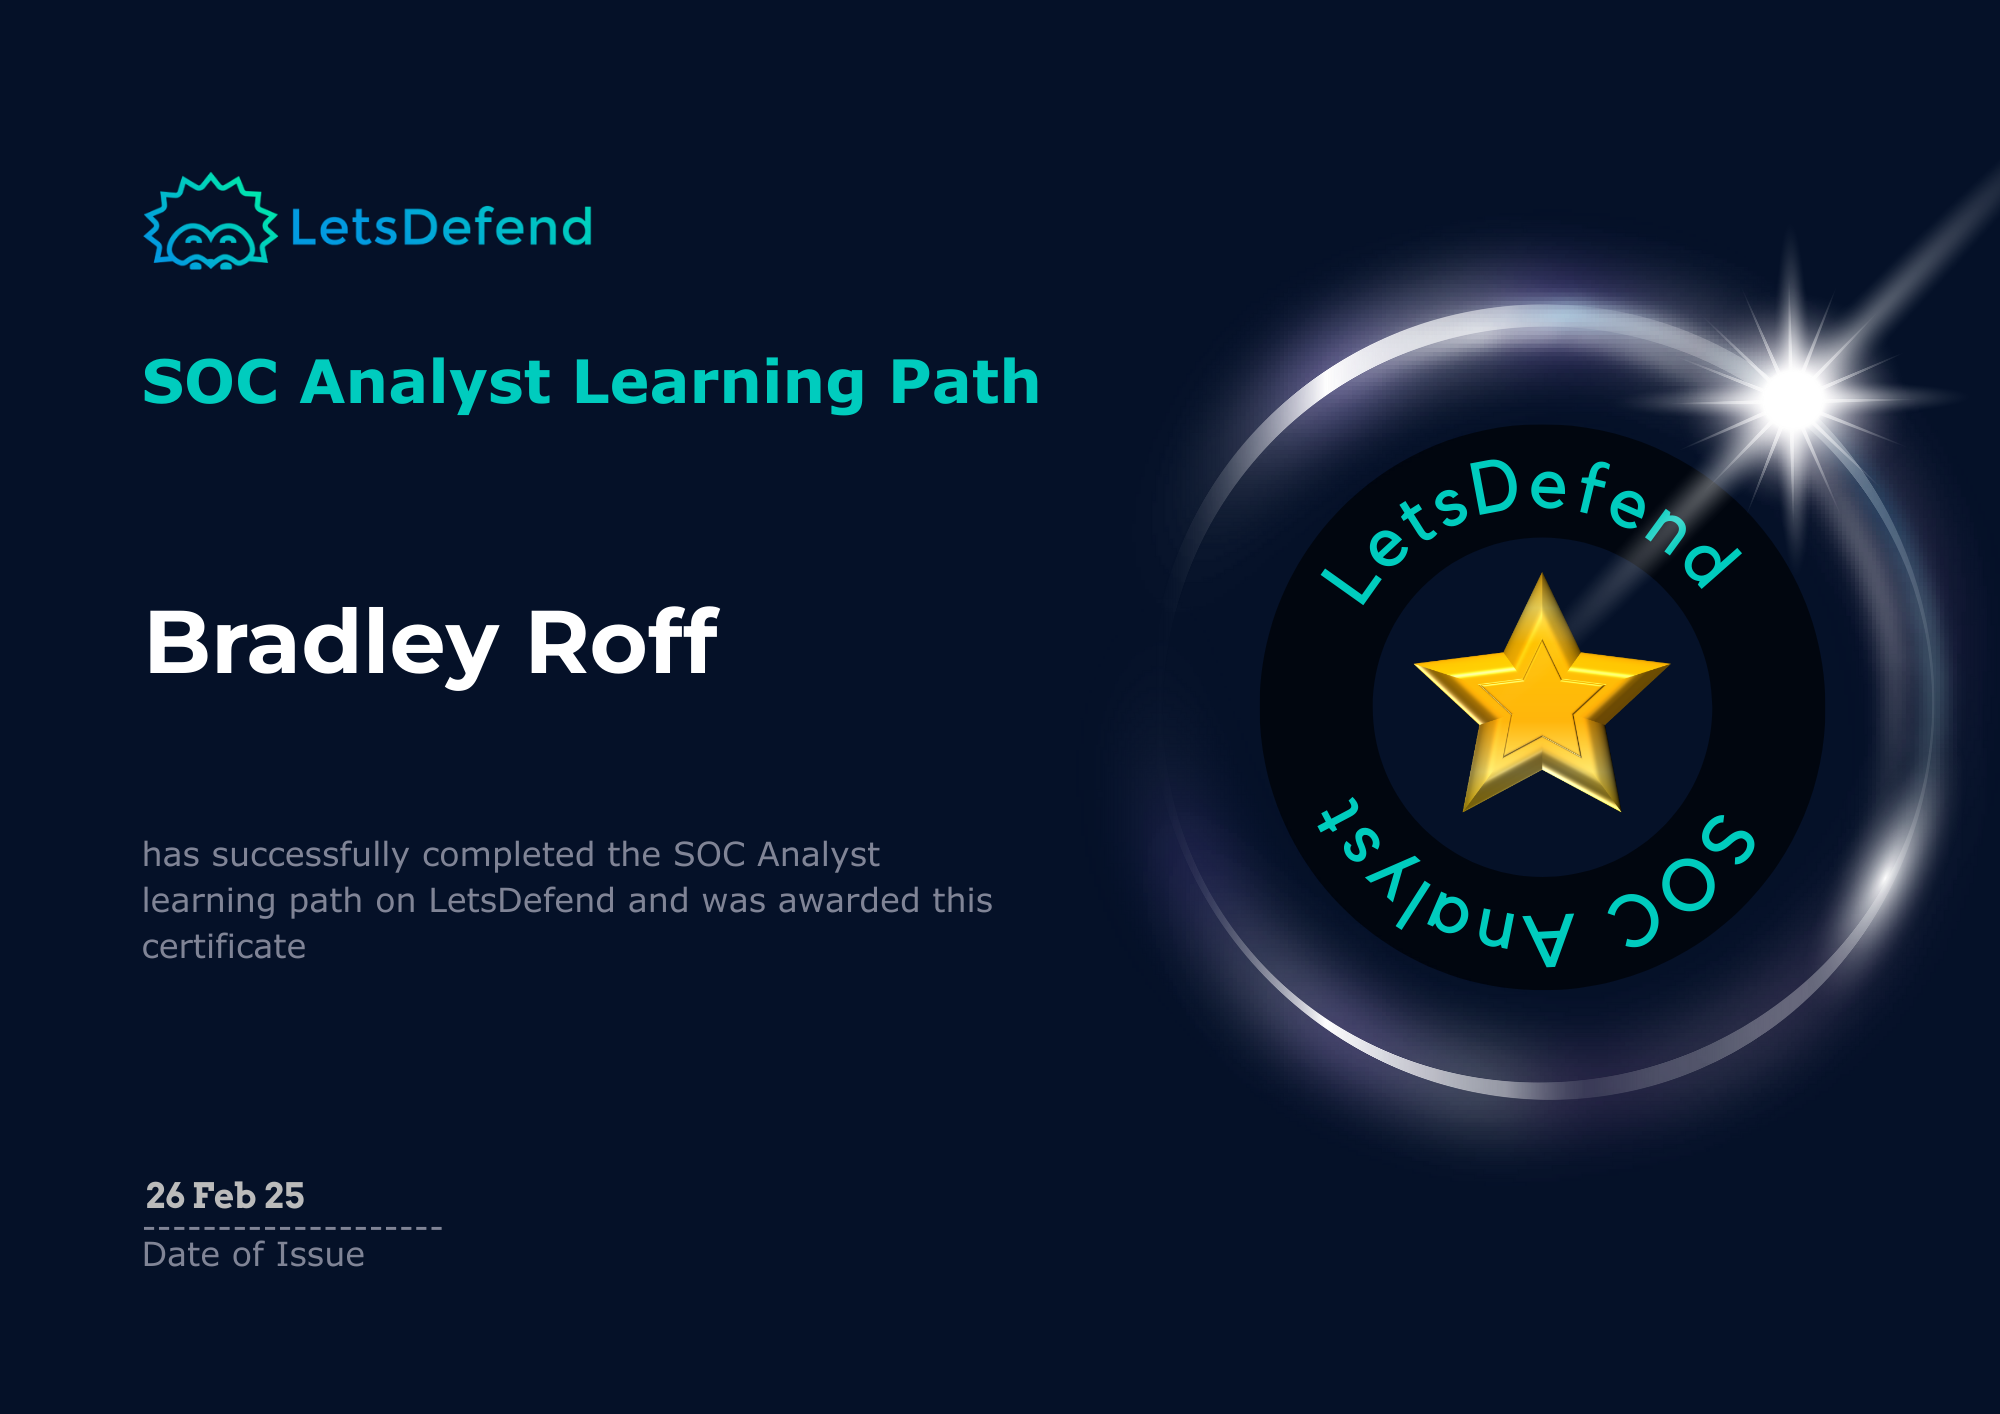 LetsDefend
SOC Analyst Learning Path
LetsDefend
Bradley Roff
has successfully completed the SOC Analyst
learning path on LetsDefend and was awarded this
certificate
SOC Analyst
26 Feb 25
Date of Issue